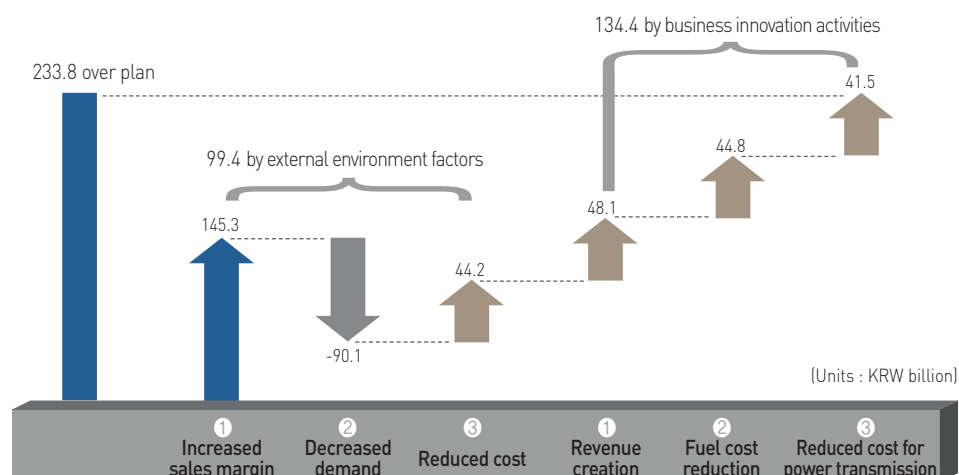 134.4 by business innovation activities
233.8 over plan
41.5
99.4 by external environment factors
44.8
48.1
145.3
44.2
-90.1
(Units : KRW billion)
1
Increased
sales margin
2
Decreased
demand
3
Reduced cost
1
Revenue
creation
2
Fuel cost
reduction
3
Reduced cost for
power transmission